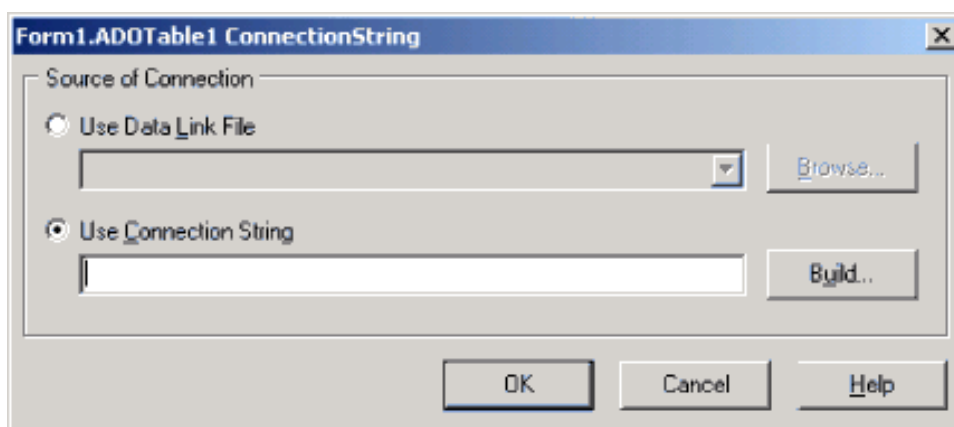 Form1.ADOTable1 ConnectionString
Source of Connection
Use Data Link File
Browse...
Use Connection String
Build...
OK Cancel Help